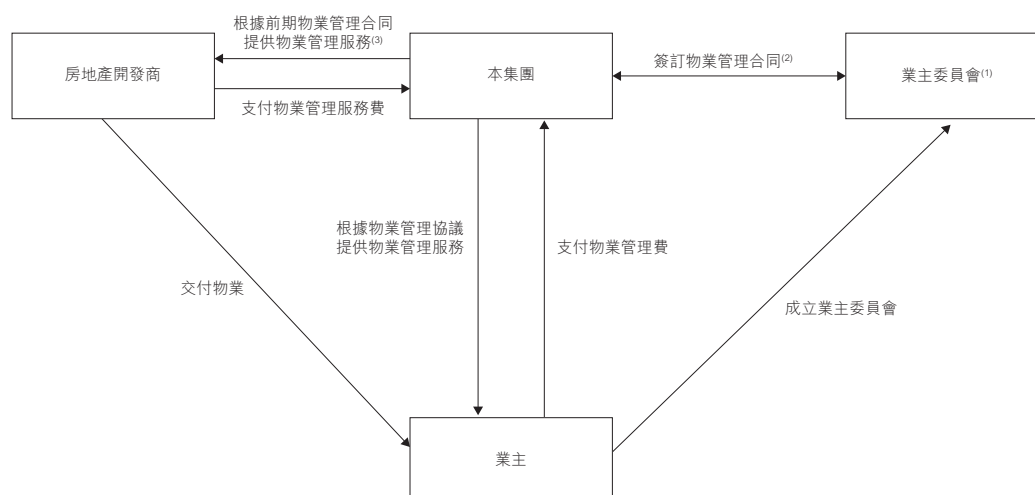 根據前期物業管理合同
提供物業管理服務(3)
房地產開發商
本集團
簽訂物業管理合同(2)
業主委員會(1)
支付物業管理服務費
根據物業管理協議
提供物業管理服務
支付物業管理費
交付物業
成立業主委員會
業主